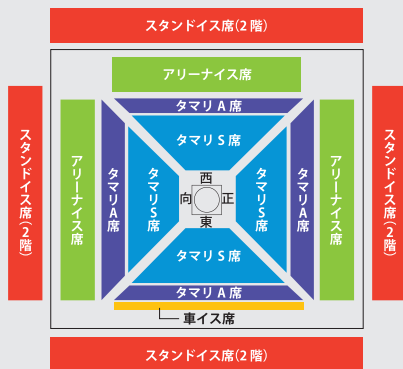 スタンドイス席(2階)
アリーナイス席
タマリA席
タマリS席
スタンドイス席(2階)
アリーナイス席
タマリA席
タマリS席
西
向
正
東
タマリS席
タマリA席
アリーナイス席
スタンドイス席(2階)
タマリS席
タマリA席
車イス席
スタンドイス席(2階)